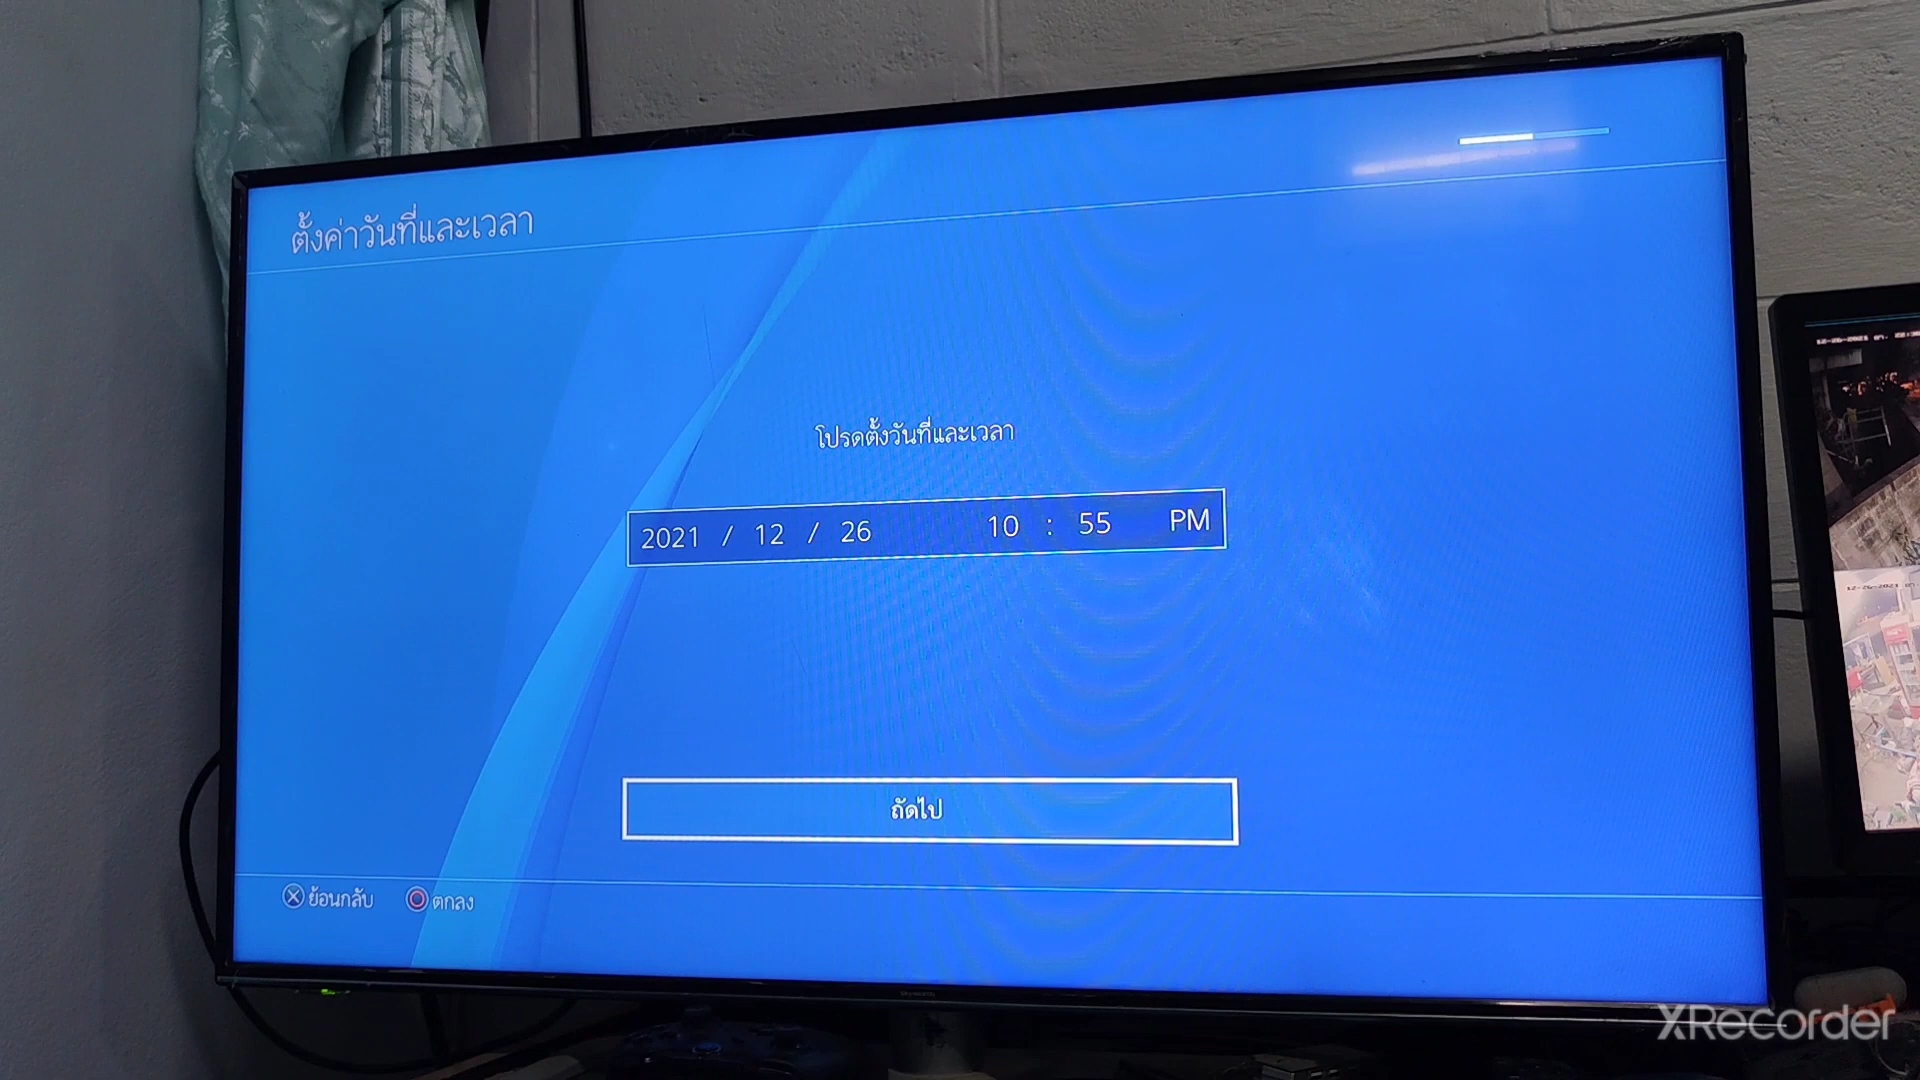 ตั้งค่าวันที่และเวลา
โปรดตั้งวันที่และเวลา
2021 / 12 / 26 10 : 55 PM
ถัดไป
ย้อนกลับ ตกลง
XRecorder